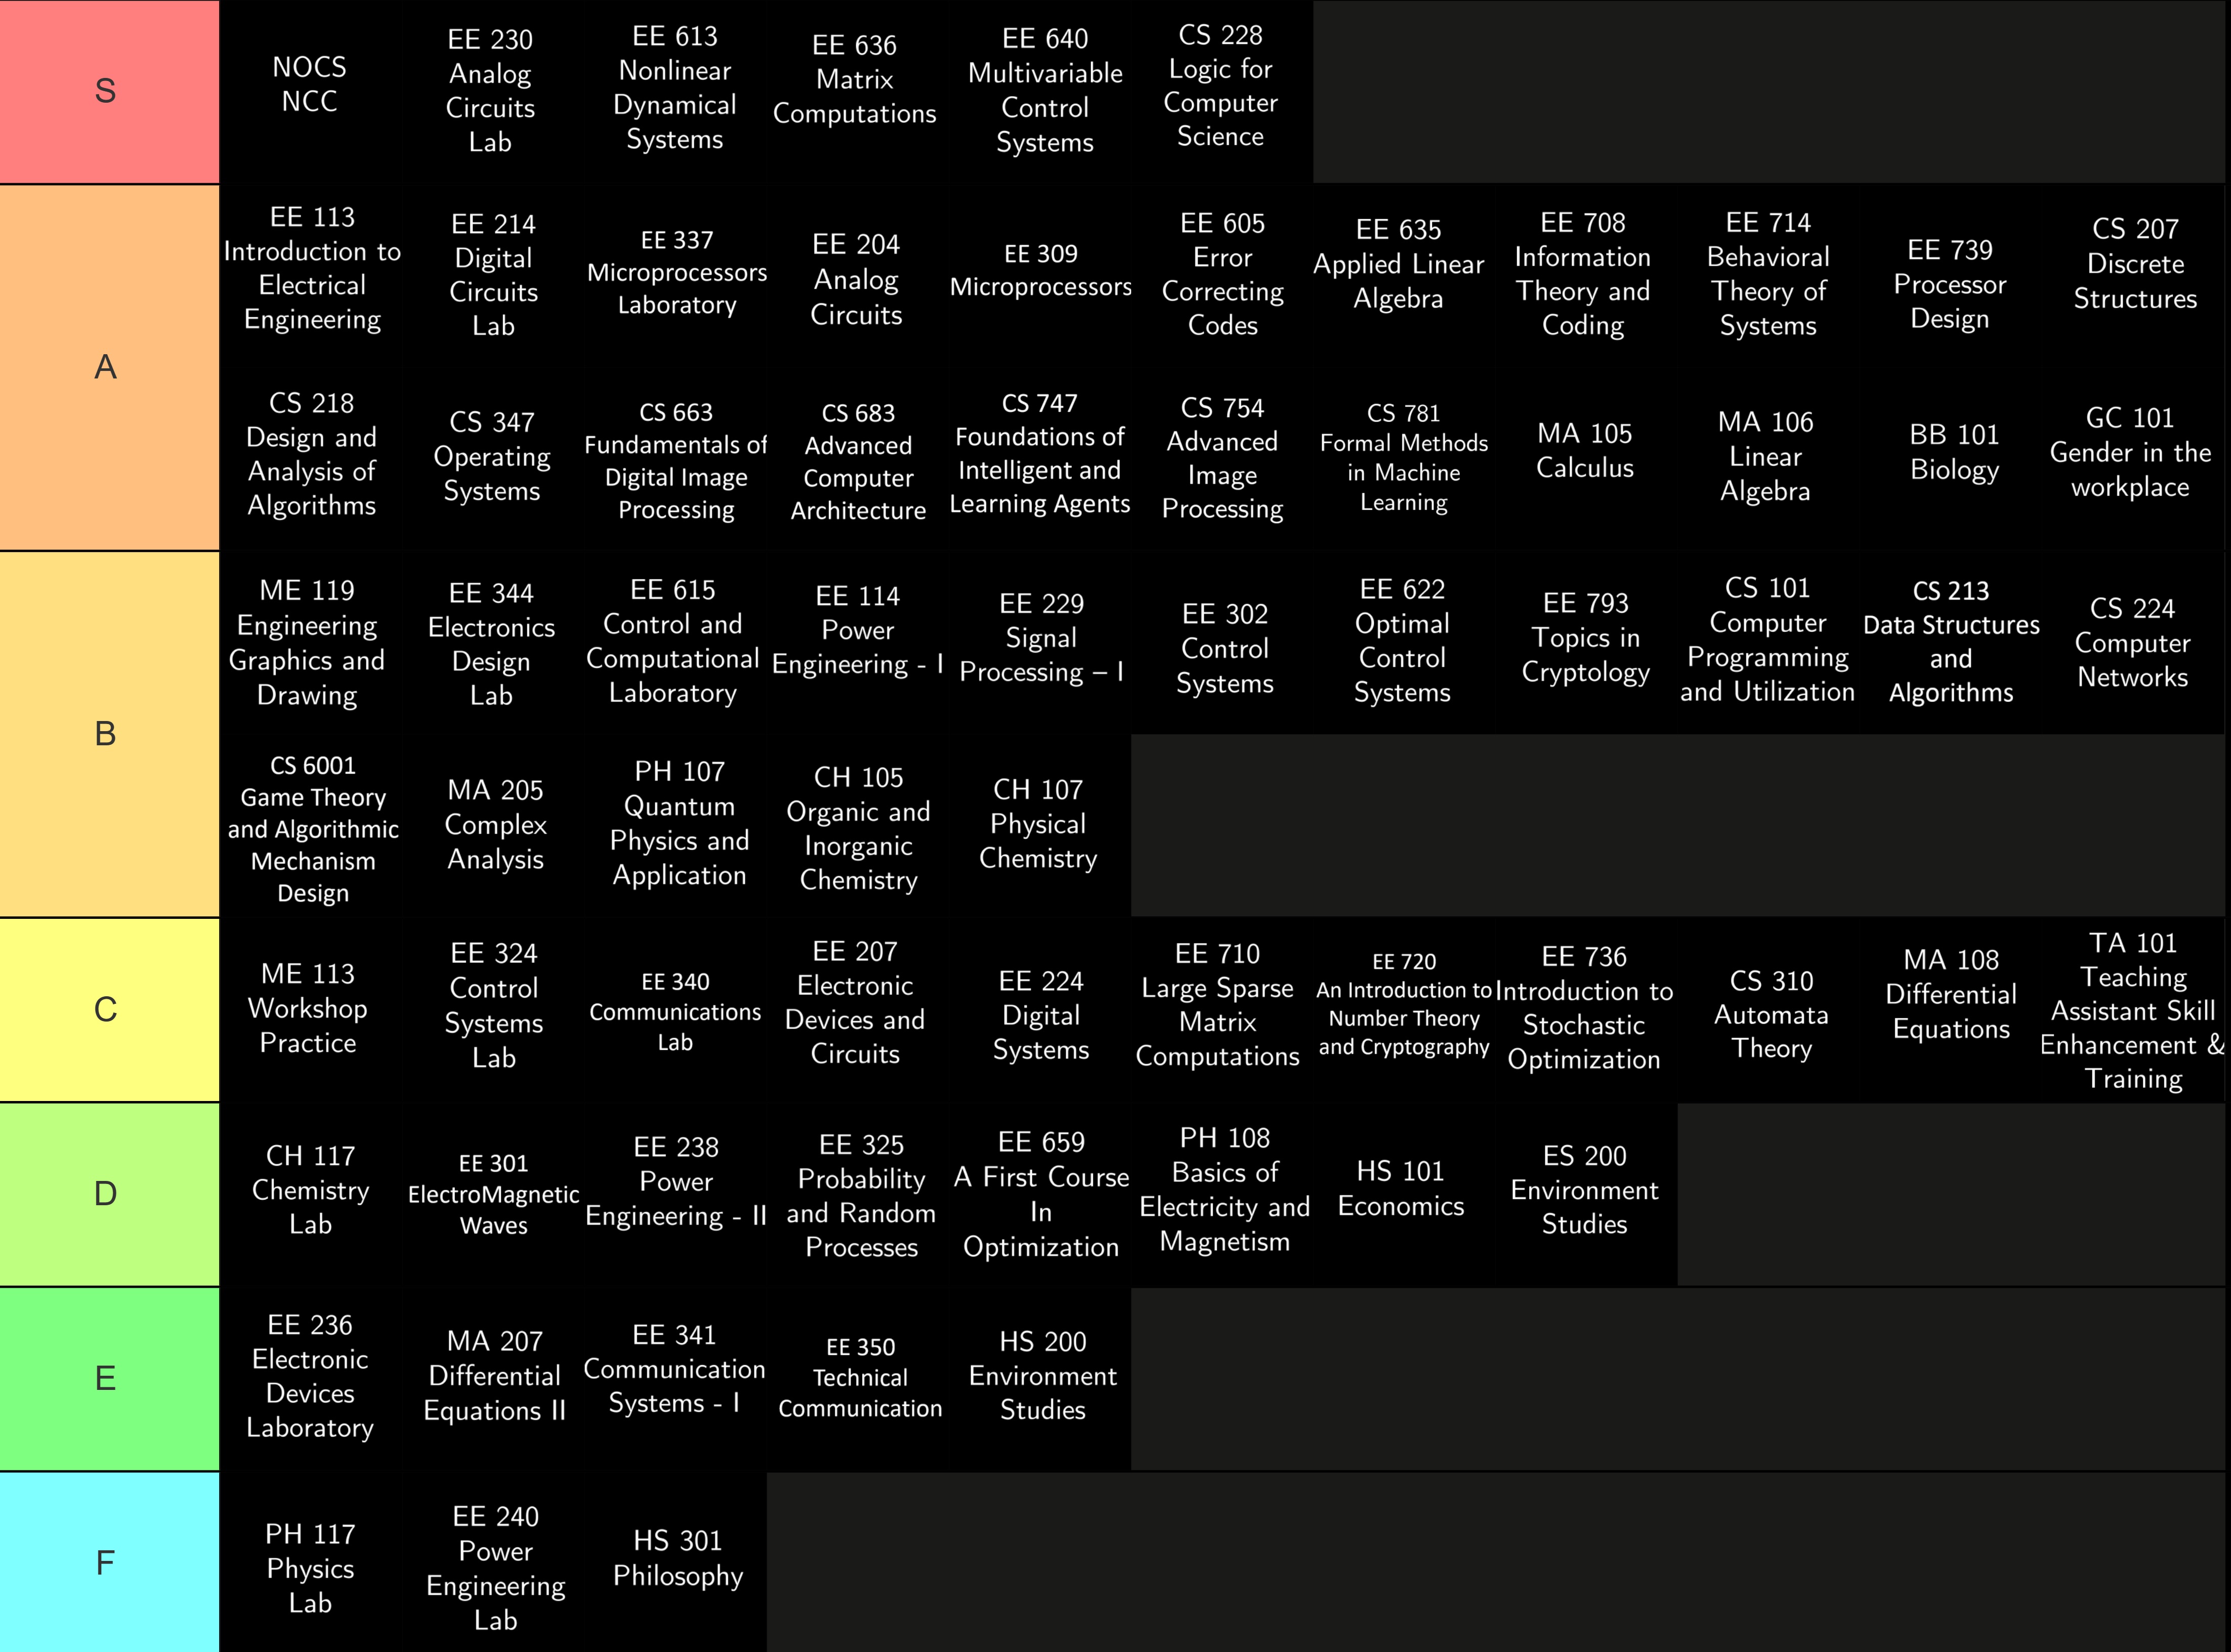 S
NOCS
NCC
EE 230
Analog
Circuits
Lab
EE 613
Nonlinear
Dynamical
Systems
EE 636
Matrix
Computations
EE 640
Multivariable
Control
Systems
CS 228
Logic for
Computer
Science
A
EE 113
Introduction to
Electrical
Engineering
EE 214
Digital
Circuits
Lab
EE 337
Microprocessors
Laboratory
EE 204
Analog
Circuits
EE 309
Microprocessors
EE 605
Error
Correcting
Codes
EE 635
Applied Linear
Algebra
EE 708
Information
Theory and
Coding
EE 714
Behavioral
Theory of
Systems
EE 739
Processor
Design
CS 207
Discrete
Structures
CS 218
Design and
Analysis of
Algorithms
CS 347
Operating
Systems
CS 663
Fundamentals of
Digital Image
Processing
CS 683
Advanced
Computer
Architecture
CS 747
Foundations of
Intelligent and
Learning Agents
CS 754
Advanced
Image
Processing
CS 781
Formal Methods
in Machine
Learning
MA 105
Calculus
MA 106
Linear
Algebra
BB 101
Biology
GC 101
Gender in the
workplace
B
ME 119
Engineering
Graphics and
Drawing
EE 344
Electronics
Design
Lab
EE 615
Control and
Computational
Laboratory
EE 114
Power
Engineering - I
EE 229
Signal
Processing – I
EE 302
Control
Systems
EE 622
Optimal
Control
Systems
EE 793
Topics in
Cryptology
CS 101
Computer
Programming
and Utilization
CS 213
Data Structures
and
Algorithms
CS 224
Computer
Networks
CS 6001
Game Theory
and Algorithmic
Mechanism
Design
MA 205
Complex
Analysis
PH 107
Quantum
Physics and
Application
CH 105
Organic and
Inorganic
Chemistry
CH 107
Physical
Chemistry
C
ME 113
Workshop
Practice
EE 324
Control
Systems
Lab
EE 340
Communications
Lab
EE 207
Electronic
Devices and
Circuits
EE 224
Digital
Systems
EE 710
Large Sparse
Matrix
Computations
EE 720
An Introduction to
Number Theory
and Cryptography
EE 736
Introduction to
Stochastic
Optimization
CS 310
Automata
Theory
MA 108
Differential
Equations
TA 101
Teaching
Assistant Skill
Enhancement &
Training
D
CH 117
Chemistry
Lab
EE 301
ElectroMagnetic
Waves
EE 238
Power
Engineering - II
EE 325
Probability
and Random
Processes
EE 659
A First Course
In
Optimization
PH 108
Basics of
Electricity and
Magnetism
HS 101
Economics
ES 200
Environment
Studies
E
EE 236
Electronic
Devices
Laboratory
MA 207
Differential
Equations II
EE 341
Communication
Systems - I
EE 350
Technical
Communication
HS 200
Environment
Studies
F
PH 117
Physics
Lab
EE 240
Power
Engineering
Lab
HS 301
Philosophy